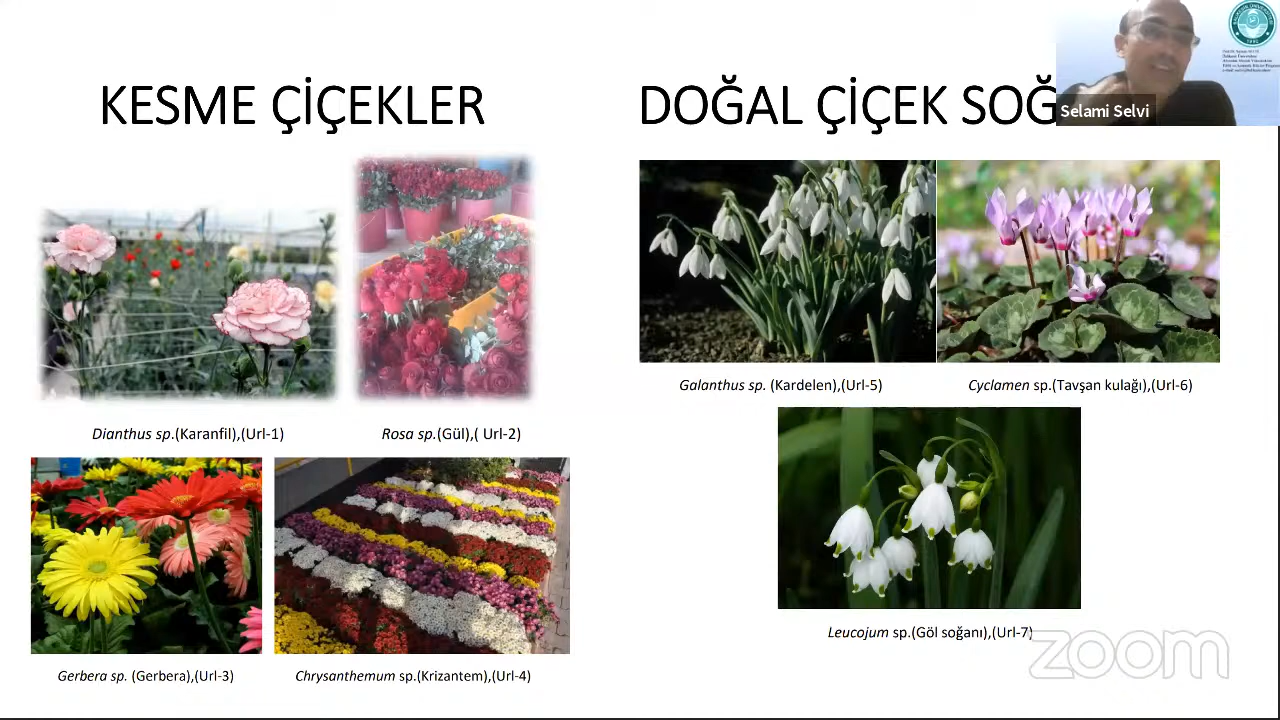 KESME ÇİÇEKLER
Dianthus sp.(Karanfil),(Url-1)
Rosa sp.(Gül),( Url-2)
Gerbera sp. (Gerbera),(Url-3)
Chrysanthemum sp.(Krizantem),(Url-4)
DOĞAL ÇİÇEK SOĞ
Galanthus sp. (Kardelen),(Url-5)
Cyclamen sp.(Tavşan kulağı),(Url-6)
Leucojum sp.(Göl soğanı),(Url-7)
Selami Selvi
zoom